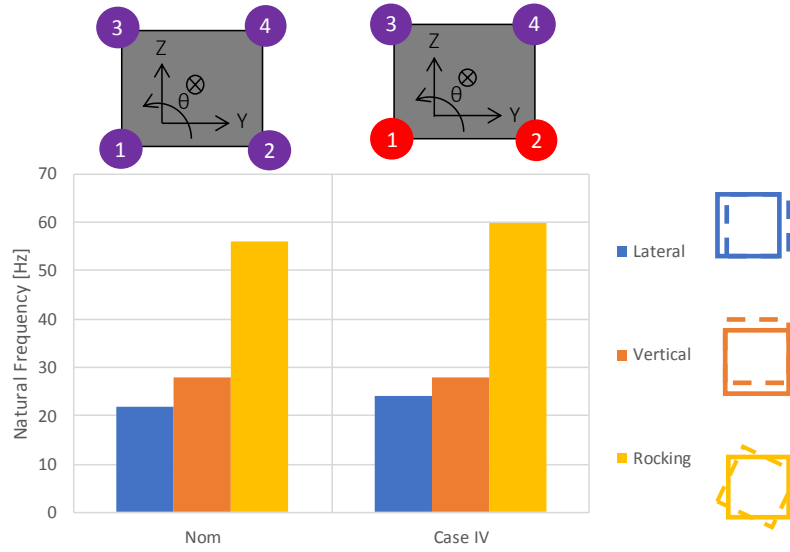 3 4 3 4
Z Z
θ θ
Y Y
1 2 1 2
70
60
50
40
30
20
10
0
Natural Frequency [Hz]
Nom Case IV
Lateral
Vertical
Rocking